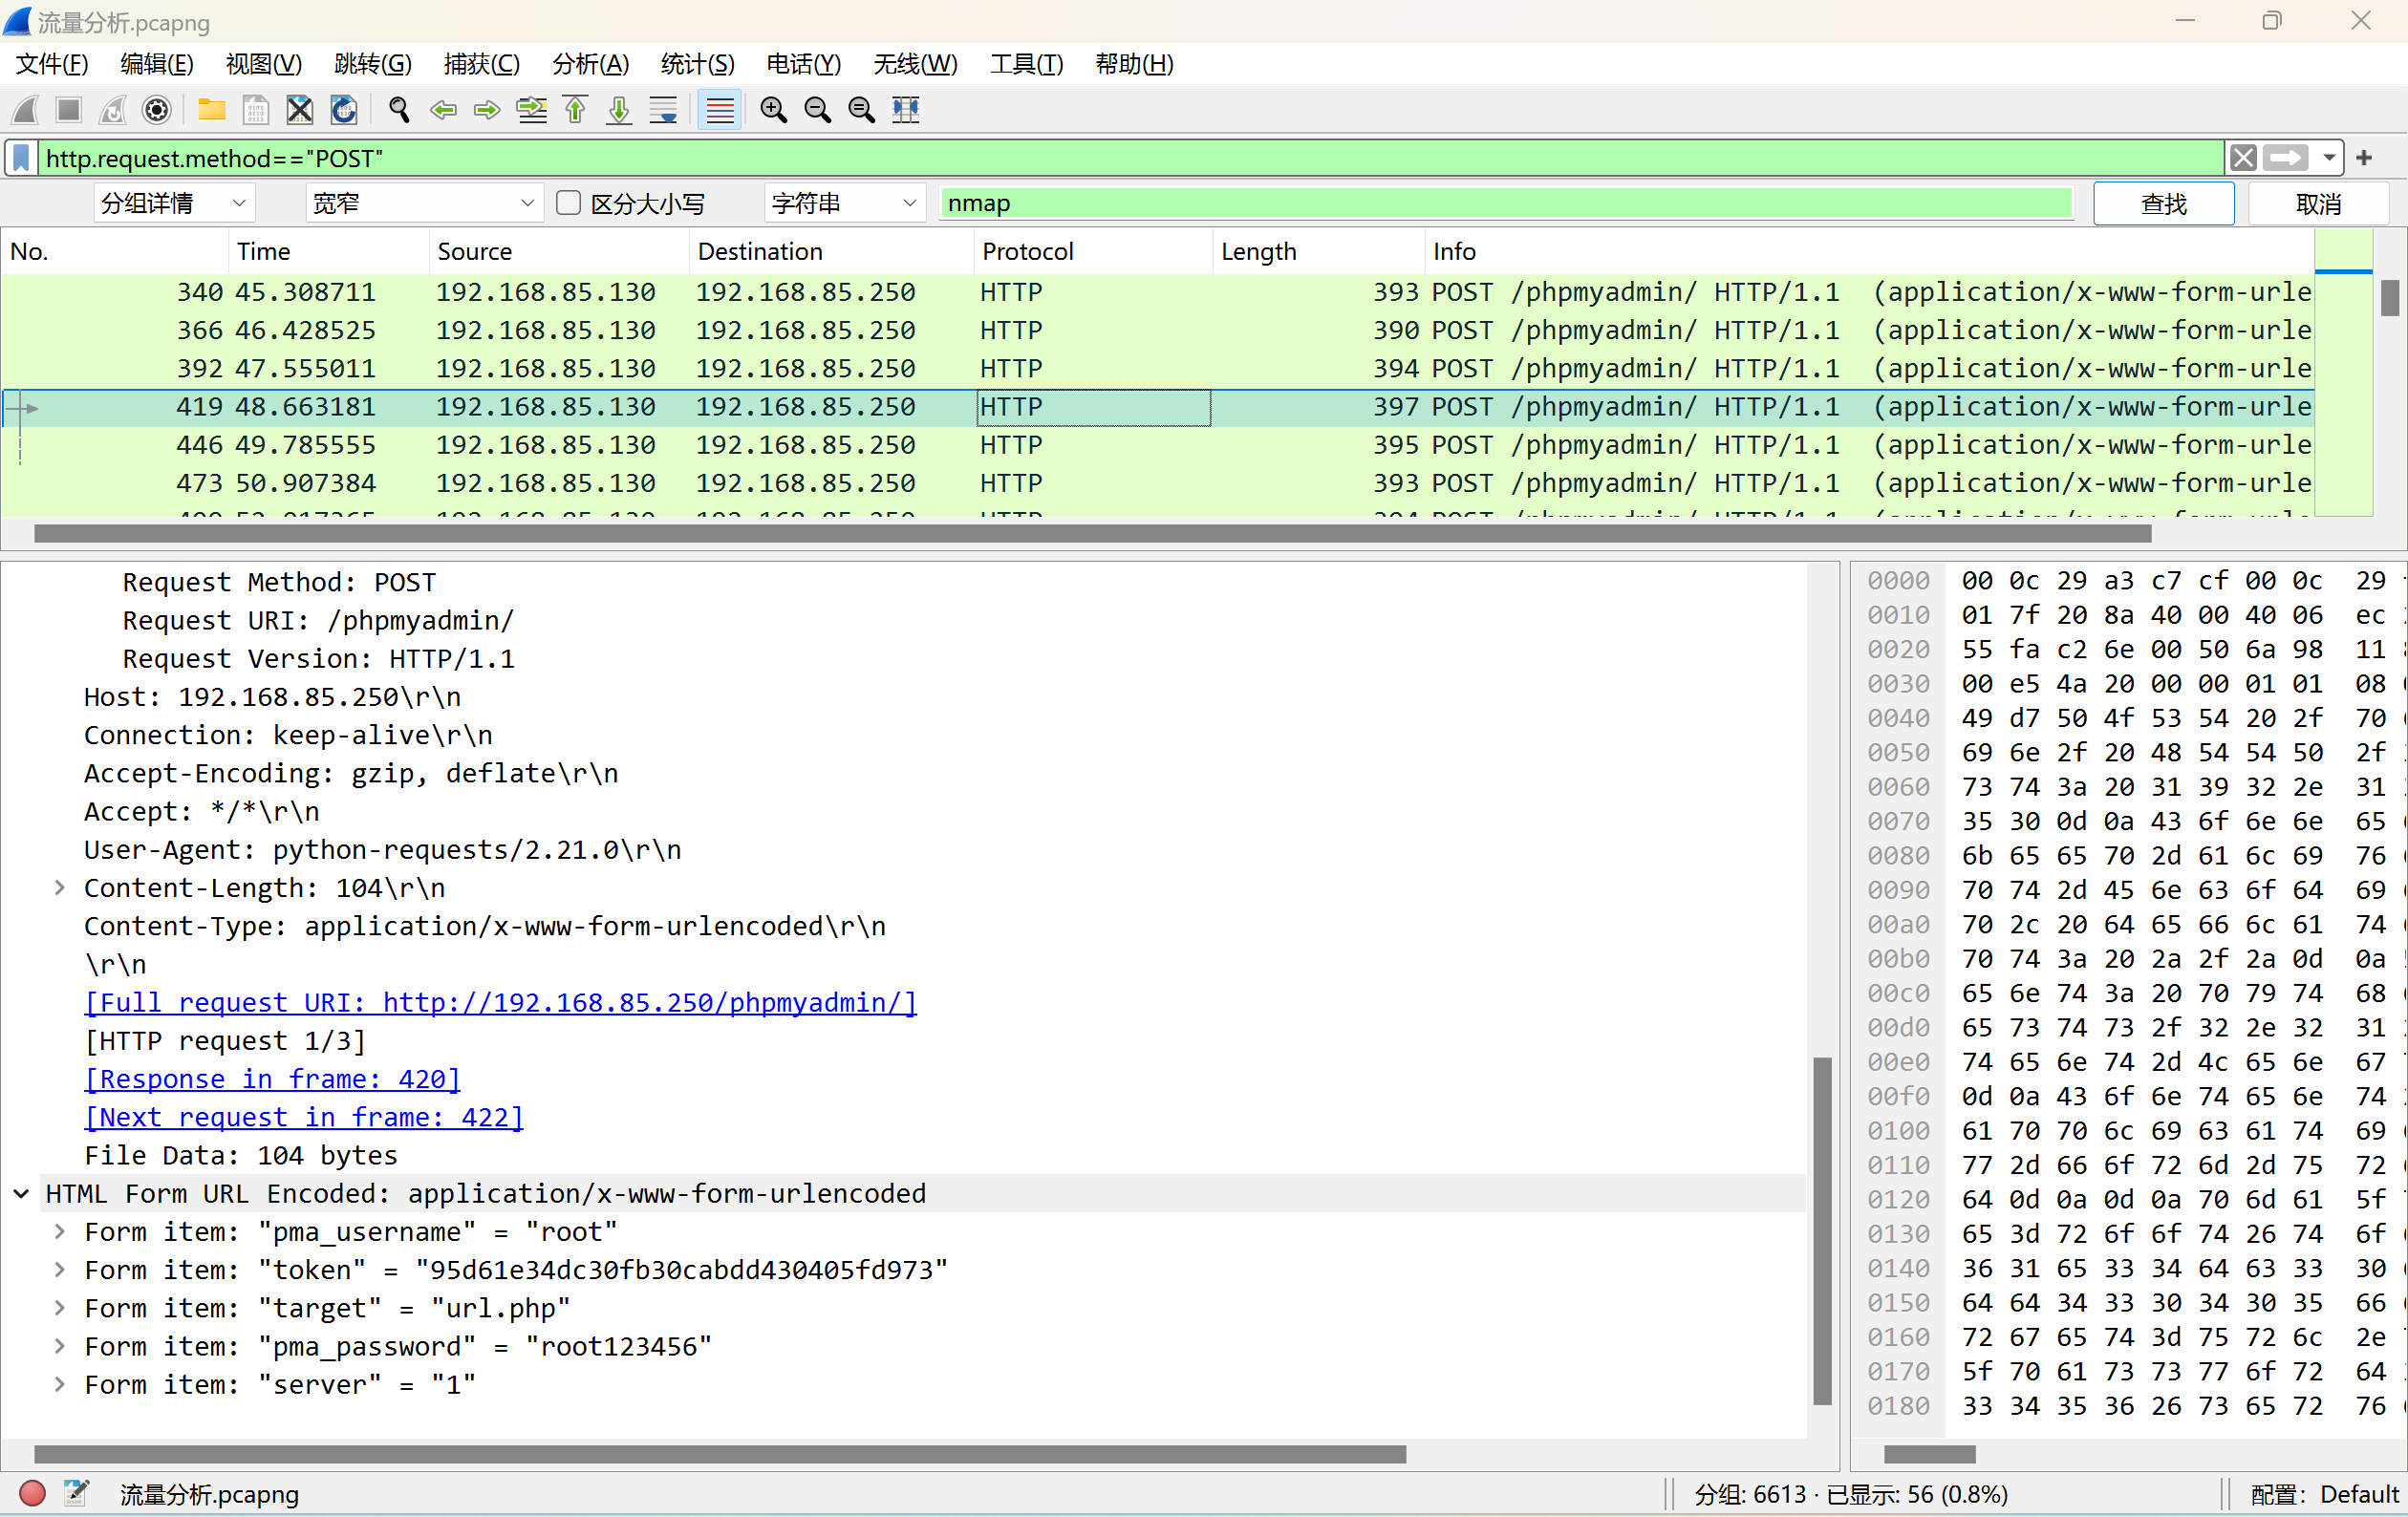 流量分析.pcapng
文件(F) 编辑(E) 视图(V) 跳转(G) 捕获(C) 分析(A) 统计(S) 电话(Y) 无线(W) 工具(T) 帮助(H)
http.request.method=="POST"
分组详情 宽窄 区分大小写 字符串 nmap 查找 取消
No. Time Source Destination Protocol Length Info
340 45.308711 192.168.85.130 192.168.85.250 HTTP 393 POST /phpmyadmin/ HTTP/1.1 (application/x-www-form-urle
366 46.428525 192.168.85.130 192.168.85.250 HTTP 390 POST /phpmyadmin/ HTTP/1.1 (application/x-www-form-urle
392 47.555011 192.168.85.130 192.168.85.250 HTTP 394 POST /phpmyadmin/ HTTP/1.1 (application/x-www-form-urle
419 48.663181 192.168.85.130 192.168.85.250 HTTP 397 POST /phpmyadmin/ HTTP/1.1 (application/x-www-form-urle
446 49.785555 192.168.85.130 192.168.85.250 HTTP 395 POST /phpmyadmin/ HTTP/1.1 (application/x-www-form-urle
473 50.907384 192.168.85.130 192.168.85.250 HTTP 393 POST /phpmyadmin/ HTTP/1.1 (application/x-www-form-urle
Request Method: POST
Request URI: /phpmyadmin/
Request Version: HTTP/1.1
Host: 192.168.85.250\r\n
Connection: keep-alive\r\n
Accept-Encoding: gzip, deflate\r\n
Accept: */*\r\n
User-Agent: python-requests/2.21.0\r\n
Content-Length: 104\r\n
Content-Type: application/x-www-form-urlencoded\r\n
\r\n
[Full request URI: http://192.168.85.250/phpmyadmin/]
[HTTP request 1/3]
[Response in frame: 420]
[Next request in frame: 422]
File Data: 104 bytes
HTML Form URL Encoded: application/x-www-form-urlencoded
Form item: "pma_username" = "root"
Form item: "token" = "95d61e34dc30fb30cabdd430405fd973"
Form item: "target" = "url.php"
Form item: "pma_password" = "root123456"
Form item: "server" = "1"
0000 00 0c 29 a3 c7 cf 00 0c 29
0010 01 7f 20 8a 40 00 40 06 ec
0020 55 fa c2 6e 00 50 6a 98 11
0030 00 e5 4a 20 00 00 01 01 08
0040 49 d7 50 4f 53 54 20 2f 70
0050 69 6e 2f 20 48 54 54 50 2f
0060 73 74 3a 20 31 39 32 2e 31
0070 35 30 0d 0a 43 6f 6e 6e 65
0080 6b 65 65 70 2d 61 6c 69 76
0090 70 74 2d 45 6e 63 6f 64 69
00a0 70 2c 20 64 65 66 6c 61 74
00b0 70 74 3a 20 2a 2f 2a 0d 0a
00c0 65 6e 74 3a 20 70 79 74 68
00d0 65 73 74 73 2f 32 2e 32 31
00e0 74 65 6e 74 2d 4c 65 6e 67
00f0 0d 0a 43 6f 6e 74 65 6e 74
0100 61 70 70 6c 69 63 61 74 69
0110 77 2d 66 6f 72 6d 2d 75 72
0120 64 0d 0a 0d 0a 70 6d 61 5f
0130 65 3d 72 6f 6f 74 26 74 6f
0140 36 31 65 33 34 64 63 33 30
0150 64 64 34 33 30 34 30 35 66
0160 72 67 65 74 3d 75 72 6c 2e
0170 5f 70 61 73 73 77 6f 72 64
0180 33 34 35 36 26 73 65 72 76
流量分析.pcapng 分组: 6613 · 已显示: 56 (0.8%) 配置: Default